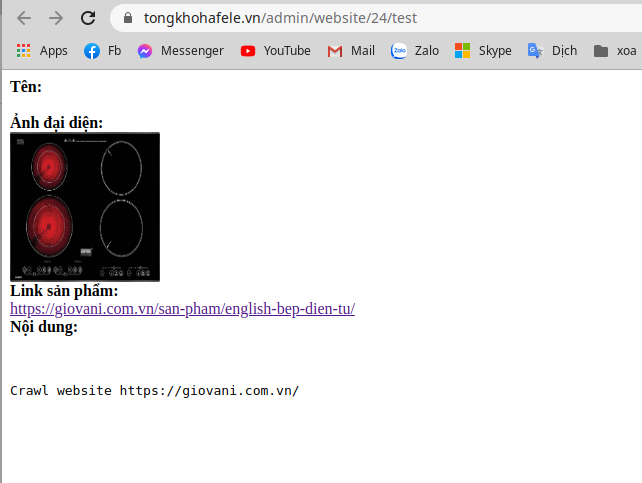 tongkhohafele.vn/admin/website/24/test
Apps Fb Messenger YouTube Mail Zalo Zalo Skype Dịch xoa
Tên:
Ảnh đại diện:
Link sản phẩm:
https://giovani.com.vn/san-pham/english-bep-dien-tu/
Nội dung:
Crawl website https://giovani.com.vn/